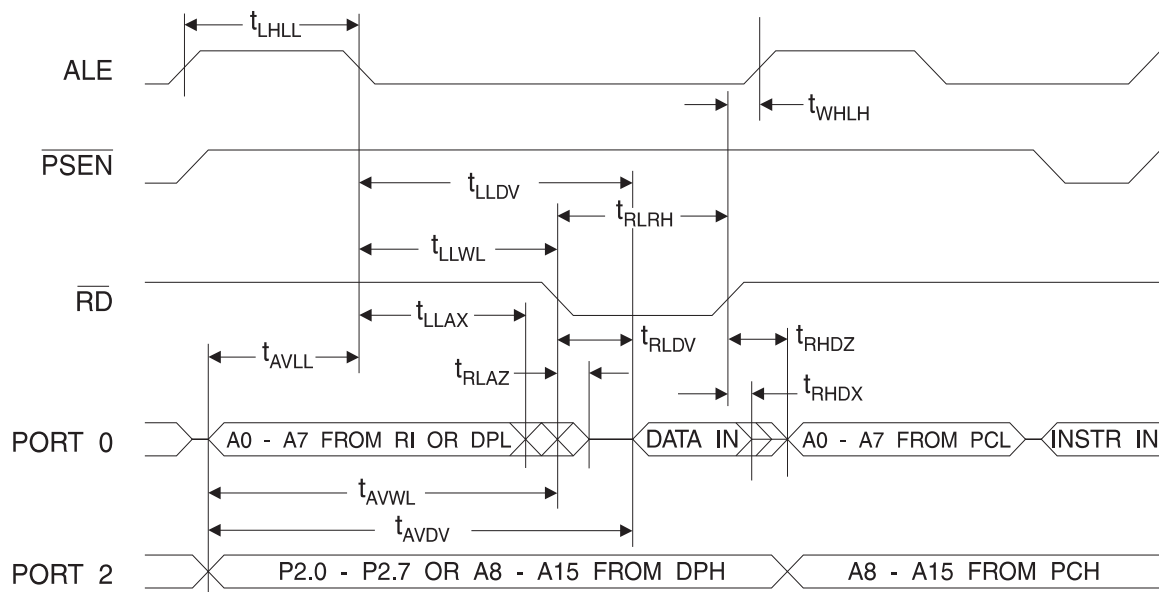 tLHLL
ALE
tWHLH
PSEN
tLLDV
tRLRH
tLLWL
RD
tLLAX
tRLDV
tRHDZ
tAVLL
tRLAZ
tRHDX
PORT 0
A0 - A7 FROM RI OR DPL
DATA IN
A0 - A7 FROM PCL
INSTR IN
tAVWL
tAVDV
PORT 2
P2.0 - P2.7 OR A8 - A15 FROM DPH
A8 - A15 FROM PCH